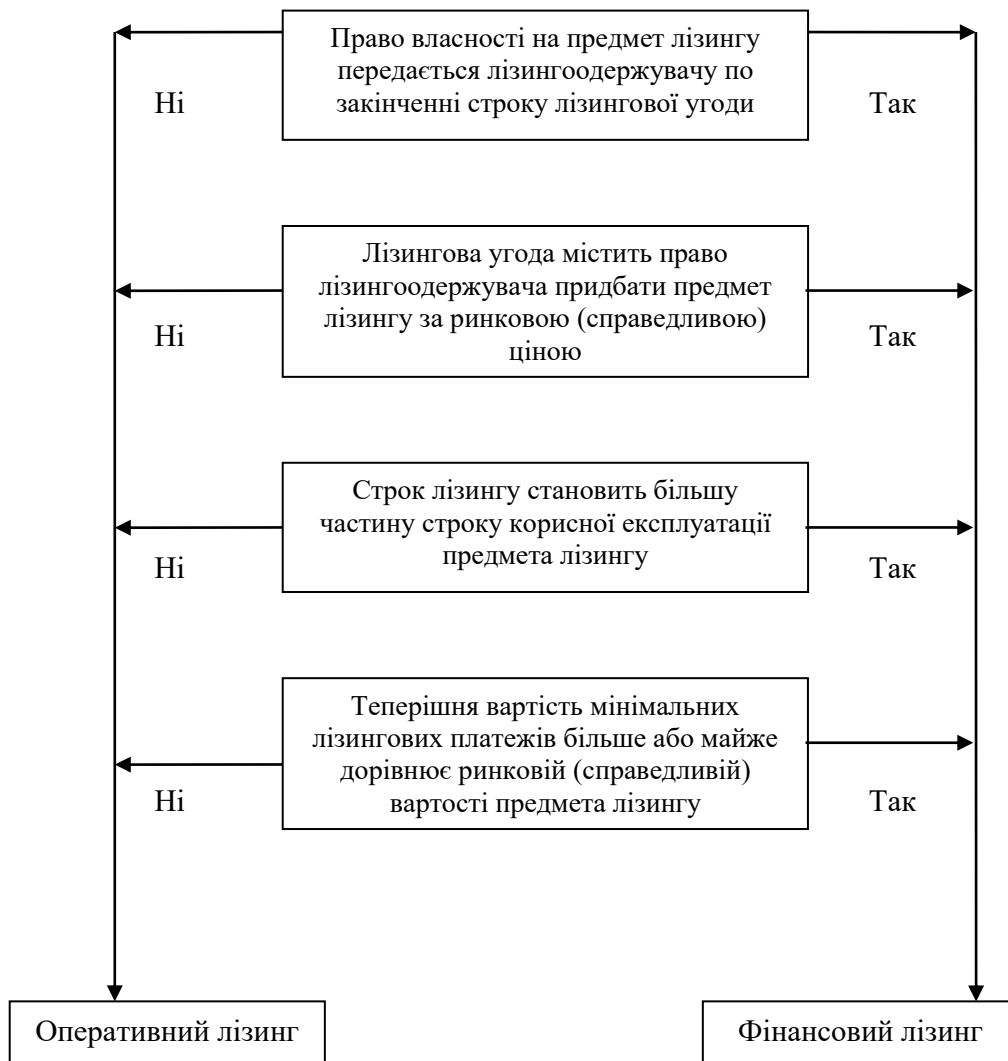 Право власності на предмет лізингу
передається лізингоодержувачу по
закінченні строку лізингової угоди
Ні
Так
Лізингова угода містить право
лізингоодержувача придбати предмет
лізингу за ринковою (справедливою)
ціною
Ні
Так
Строк лізингу становить більшу
частину строку корисної експлуатації
предмета лізингу
Ні
Так
Теперішня вартість мінімальних
лізингових платежів більше або майже
дорівнює ринковій (справедливій)
вартості предмета лізингу
Ні
Так
Оперативний лізинг
Фінансовий лізинг